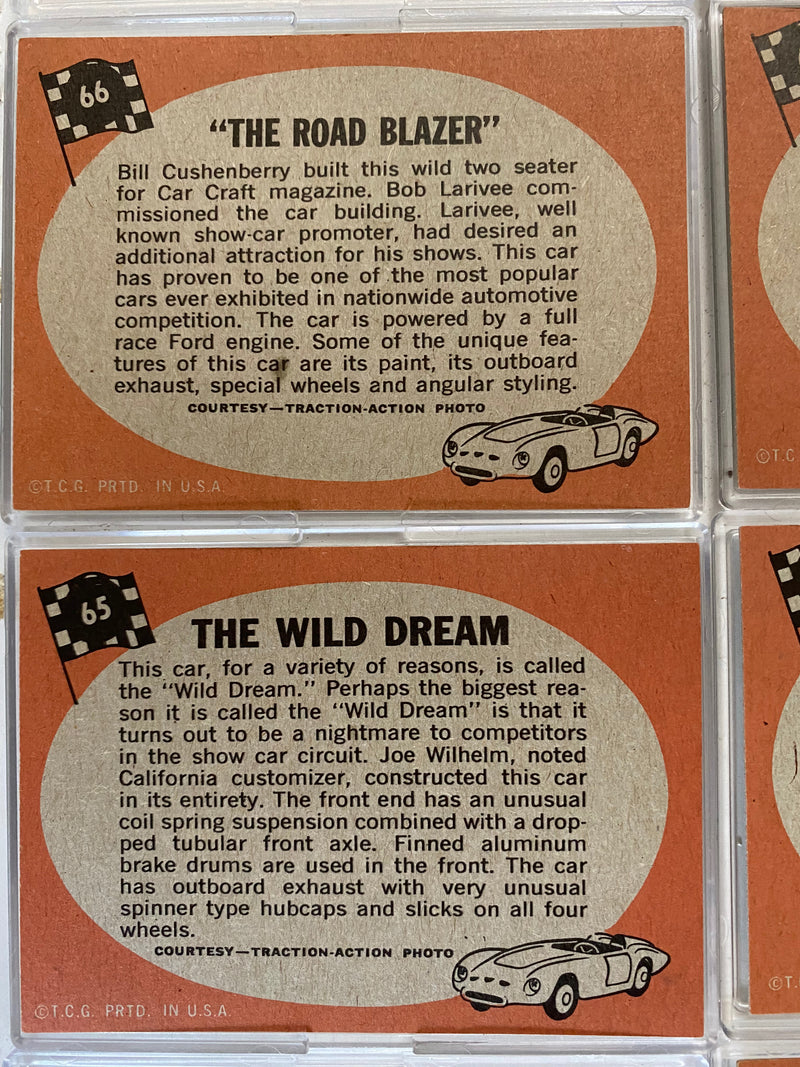 66
"THE ROAD BLAZER"
Bill Cushenberry built this wild two seater
for Car Craft magazine. Bob Larivee com-
missioned the car building. Larivee, well
known show-car promoter, had desired an
additional attraction for his shows. This car
has proven to be one of the most popular
cars ever exhibited in nationwide automotive
competition. The car is powered by a full
race Ford engine. Some of the unique fea-
tures of this car are its paint, its outboard
exhaust, special wheels and angular styling.
COURTESY—TRACTION-ACTION PHOTO
©T.C.G. PRTD. IN U.S.A.
©T.C
65
THE WILD DREAM
This car, for a variety of reasons, is called
the "Wild Dream." Perhaps the biggest rea-
son it is called the "Wild Dream" is that it
turns out to be a nightmare to competitors
in the show car circuit. Joe Wilhelm, noted
California customizer, constructed this car
in its entirety. The front end has an unusual
coil spring suspension combined with a drop-
ped tubular front axle. Finned aluminum
brake drums are used in the front. The car
has outboard exhaust with very unusual
spinner type hubcaps and slicks on all four
wheels.
COURTESY—TRACTION-ACTION PHOTO
©T.C.G. PRTD. IN U.S.A.
©T.